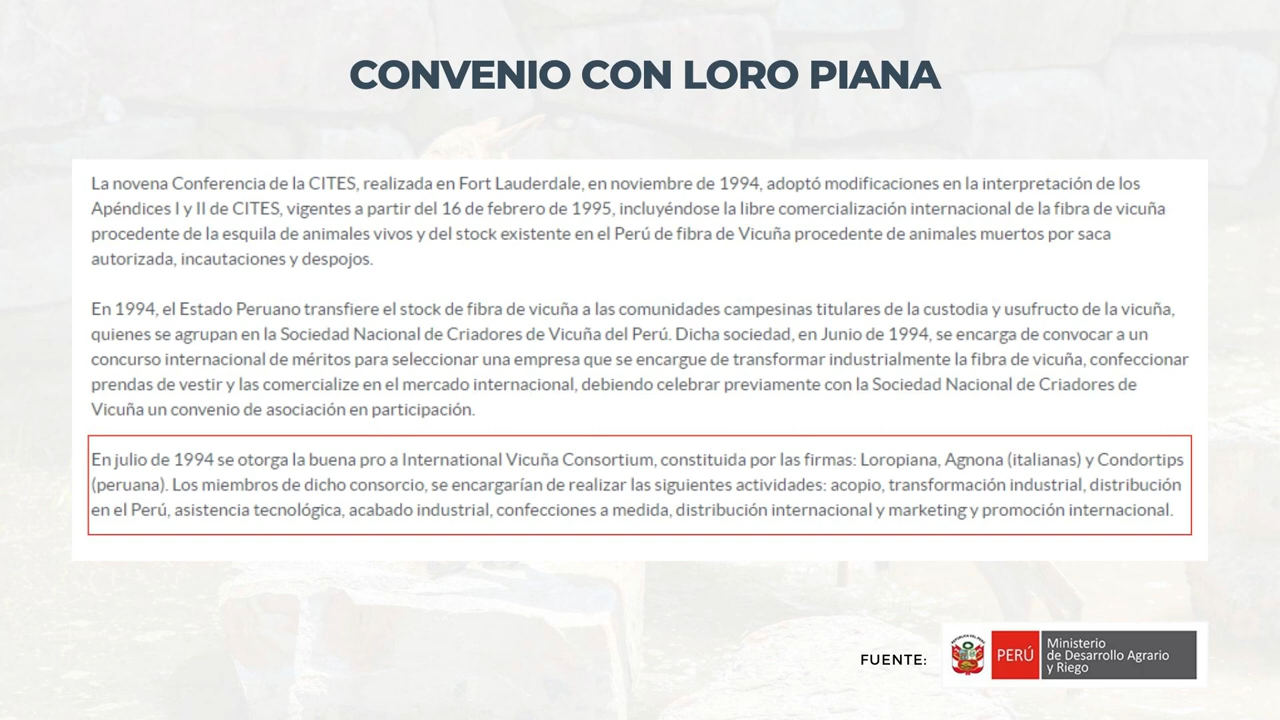 CONVENIO CON LORO PIANA
La novena Conferencia de la CITES, realizada en Fort Lauderdale, en noviembre de 1994, adoptó modificaciones en la interpretación de los
Apéndices I y II de CITES, vigentes a partir del 16 de febrero de 1995, incluyéndose la libre comercialización internacional de la fibra de vicuña
procedente de la esquila de animales vivos y del stock existente en el Perú de fibra de Vicuña procedente de animales muertos por saca
autorizada, incautaciones y despojos.
En 1994, el Estado Peruano transfiere el stock de fibra de vicuña a las comunidades campesinas titulares de la custodia y usufructo de la vicuña,
quienes se agrupan en la Sociedad Nacional de Criadores de Vicuña del Perú. Dicha sociedad, en Junio de 1994, se encarga de convocar a un
concurso internacional de méritos para seleccionar una empresa que se encargue de transformar industrialmente la fibra de vicuña, confeccionar
prendas de vestir y las comercialize en el mercado internacional, debiendo celebrar previamente con la Sociedad Nacional de Criadores de
Vicuña un convenio de asociación en participación.
En julio de 1994 se otorga la buena pro a International Vicuña Consortium, constituida por las firmas: Loropiana, Agnona (italianas) y Condortips
(peruana). Los miembros de dicho consorcio, se encargarían de realizar las siguientes actividades: acopio, transformación industrial, distribución
en el Perú, asistencia tecnológica, acabado industrial, confecciones a medida, distribución internacional y marketing y promoción internacional.
FUENTE:
PERÚ
Ministerio
de Desarrollo Agrario
y Riego